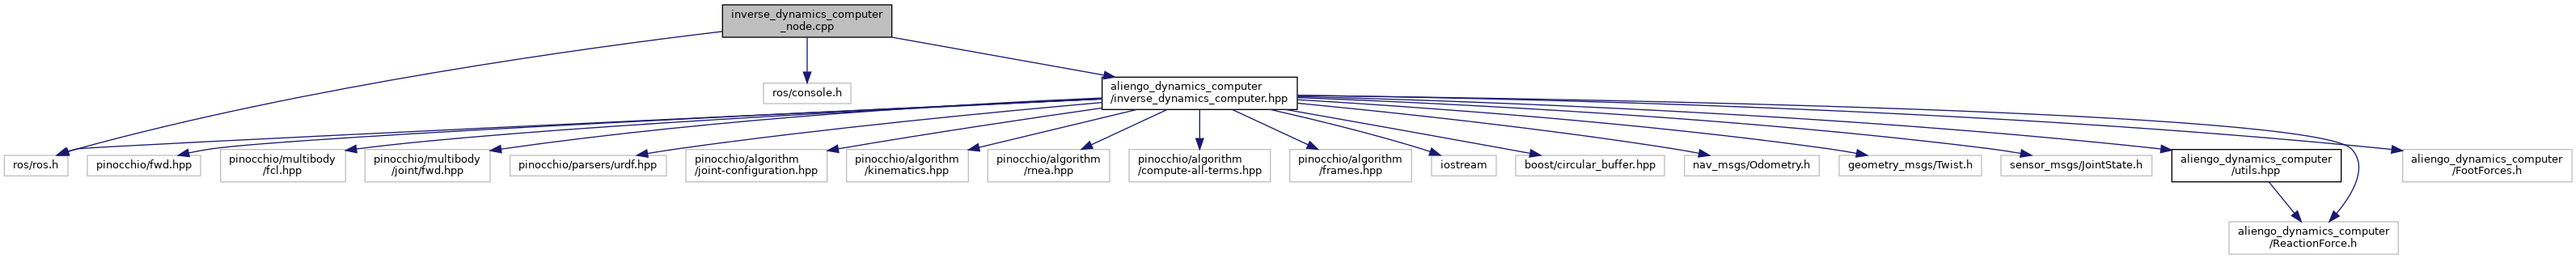 inverse_dynamics_computer
_node.cpp
ros/console.h
aliengo_dynamics_computer
/inverse_dynamics_computer.hpp
ros/ros.h
pinocchio/fwd.hpp
pinocchio/multibody
/fcl.hpp
pinocchio/multibody
/joint/fwd.hpp
pinocchio/parsers/urdf.hpp
pinocchio/algorithm
/joint-configuration.hpp
pinocchio/algorithm
/kinematics.hpp
pinocchio/algorithm
/rnea.hpp
pinocchio/algorithm
/compute-all-terms.hpp
pinocchio/algorithm
/frames.hpp
iostream
boost/circular_buffer.hpp
nav_msgs/Odometry.h
geometry_msgs/Twist.h
sensor_msgs/JointState.h
aliengo_dynamics_computer
/utils.hpp
aliengo_dynamics_computer
/FootForces.h
aliengo_dynamics_computer
/ReactionForce.h